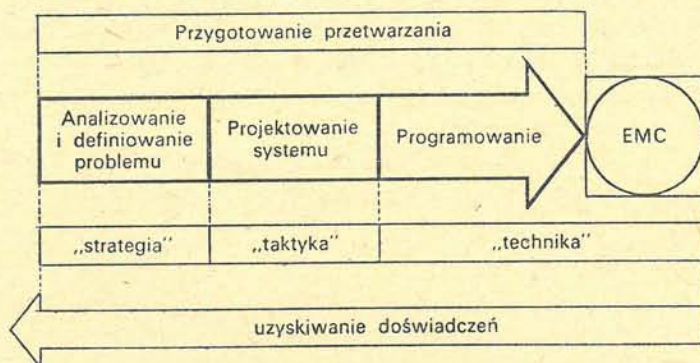 Przygotowanie przetwarzania
Analizowanie
i definiowanie
problemu
Projektowanie
systemu
Programowanie
EMC
„strategia"
„taktyka"
„technika"
uzyskiwanie doświadczeń